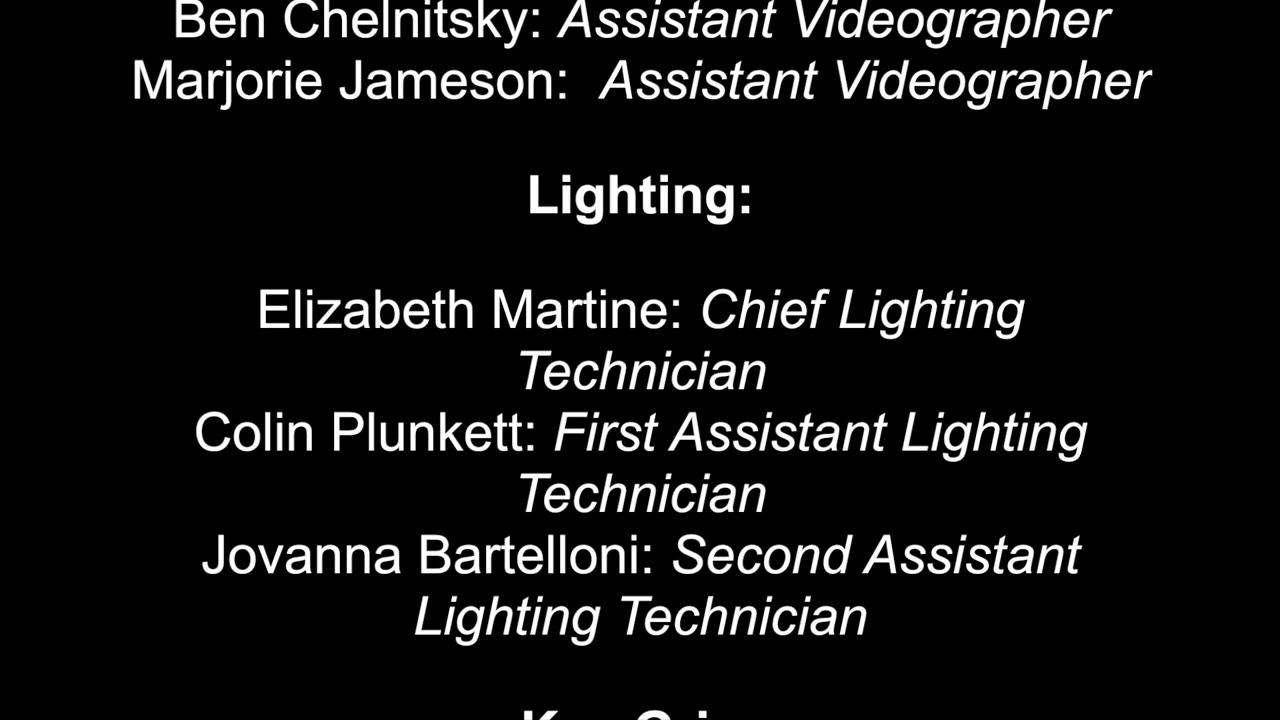 Ben Chelnitsky: Assistant Videographer
Marjorie Jameson:  Assistant Videographer
Lighting:
Elizabeth Martine: Chief Lighting
Technician
Colin Plunkett: First Assistant Lighting
Technician
Jovanna Bartelloni: Second Assistant
Lighting Technician